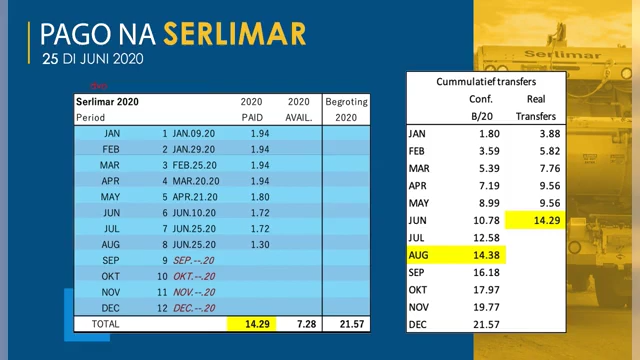 PAGO NA SERLIMAR
25 DI JUNI 2020
Serlimar 2020 2020 2020 Begroting
Period PAID AVAIL. 2020
JAN 1 JAN.09.20 1.94
FEB 2 JAN.29.20 1.94
MAR 3 FEB.25.20 1.94
APR 4 MAR.20.20 1.94
MAY 5 APR.21.20 1.80
JUN 6 JUN.10.20 1.72
JUL 7 JUN.25.20 1.72
AUG 8 JUN.25.20 1.30
SEP 9 SEP.--.20
OKT 10 OKT.--.20
NOV 11 NOV.--.20
DEC 12 DEC.--.20
TOTAL 14.29 7.28 21.57
Cummulatief transfers
Conf. Real
B/20 Transfers
JAN 1.80 3.88
FEB 3.59 5.82
MAR 5.39 7.76
APR 7.19 9.56
MAY 8.99 9.56
JUN 10.78 14.29
JUL 12.58
AUG 14.38
SEP 16.18
OKT 17.97
NOV 19.77
DEC 21.57
Serlimar